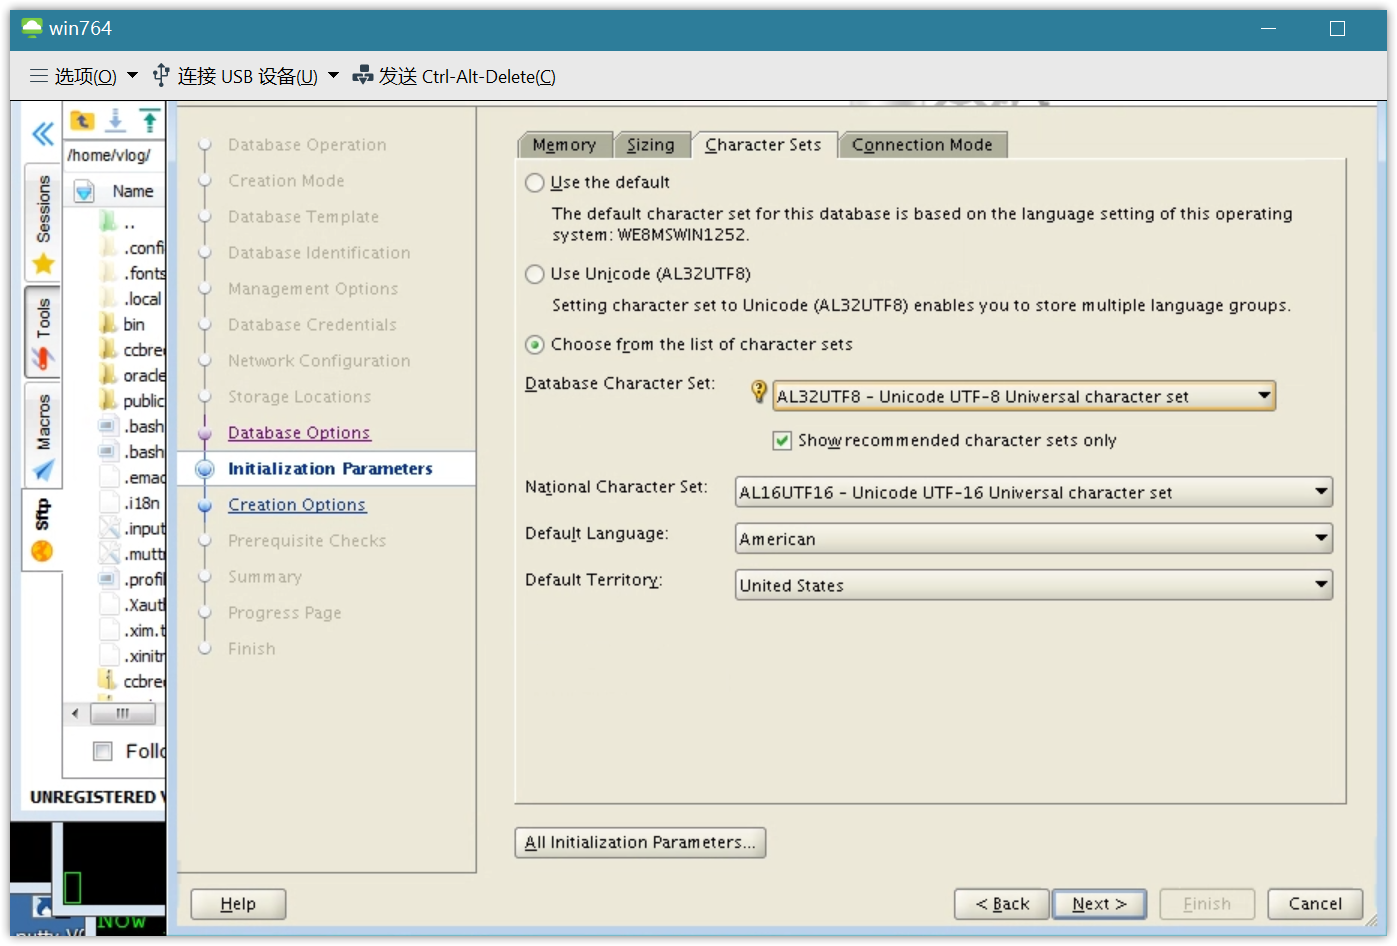 win764
选项(O) 连接 USB 设备(U) 发送 Ctrl-Alt-Delete(C)
/home/vlog/
Name
..
.confi
.fonts
.local
bin
ccbre
oracle
public
.bash
.bash
.emac
.i18n
.input
.muttr
.profil
.Xauth
.xim.t
.xinitr
ccbre
Follo
UNREGISTERED V
Sessions
Tools
Macros
Sftp
NOW
Database Operation
Creation Mode
Database Template
Database Identification
Management Options
Database Credentials
Network Configuration
Storage Locations
Database Options
Initialization Parameters
Creation Options
Prerequisite Checks
Summary
Progress Page
Finish
Memory Sizing Character Sets Connection Mode
Use the default
The default character set for this database is based on the language setting of this operating
system: WE8MSWIN1252.
Use Unicode (AL32UTF8)
Setting character set to Unicode (AL32UTF8) enables you to store multiple language groups.
Choose from the list of character sets
Database Character Set: AL32UTF8 - Unicode UTF-8 Universal character set
Show recommended character sets only
National Character Set: AL16UTF16 - Unicode UTF-16 Universal character set
Default Language: American
Default Territory: United States
All Initialization Parameters...
Help < Back Next > Finish Cancel